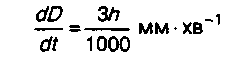 dD/dt = 3h/1000 мм · хв⁻¹